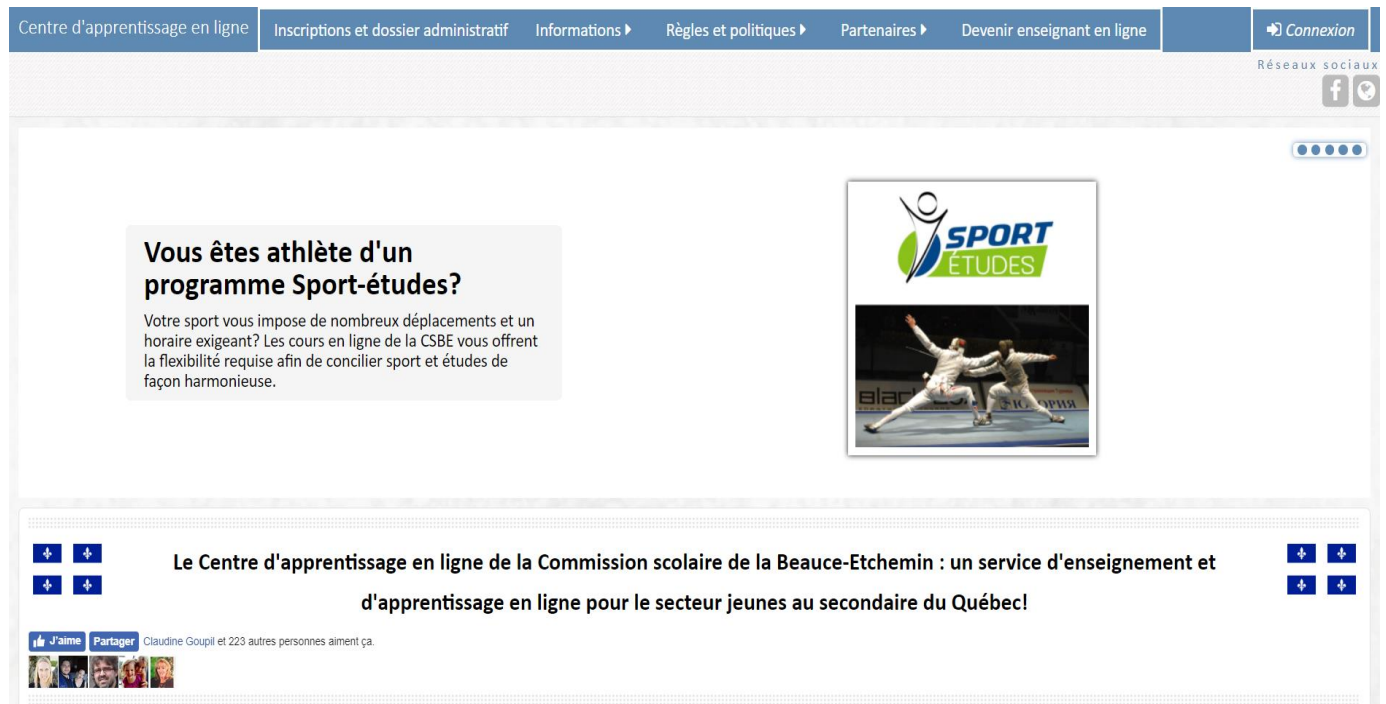 Centre d'apprentissage en ligne
Inscriptions et dossier administratif
Informations
Règles et politiques
Partenaires
Devenir enseignant en ligne
Connexion
Réseaux sociaux
Vous êtes athlète d'un
programme Sport-études?
Votre sport vous impose de nombreux déplacements et un
horaire exigeant? Les cours en ligne de la CSBE vous offrent
la flexibilité requise afin de concilier sport et études de
façon harmonieuse.
SPORT
ÉTUDES
Le Centre d'apprentissage en ligne de la Commission scolaire de la Beauce-Etchemin : un service d'enseignement et
d'apprentissage en ligne pour le secteur jeunes au secondaire du Québec!
J'aime Partager Claudine Goupil et 223 autres personnes aiment ça.